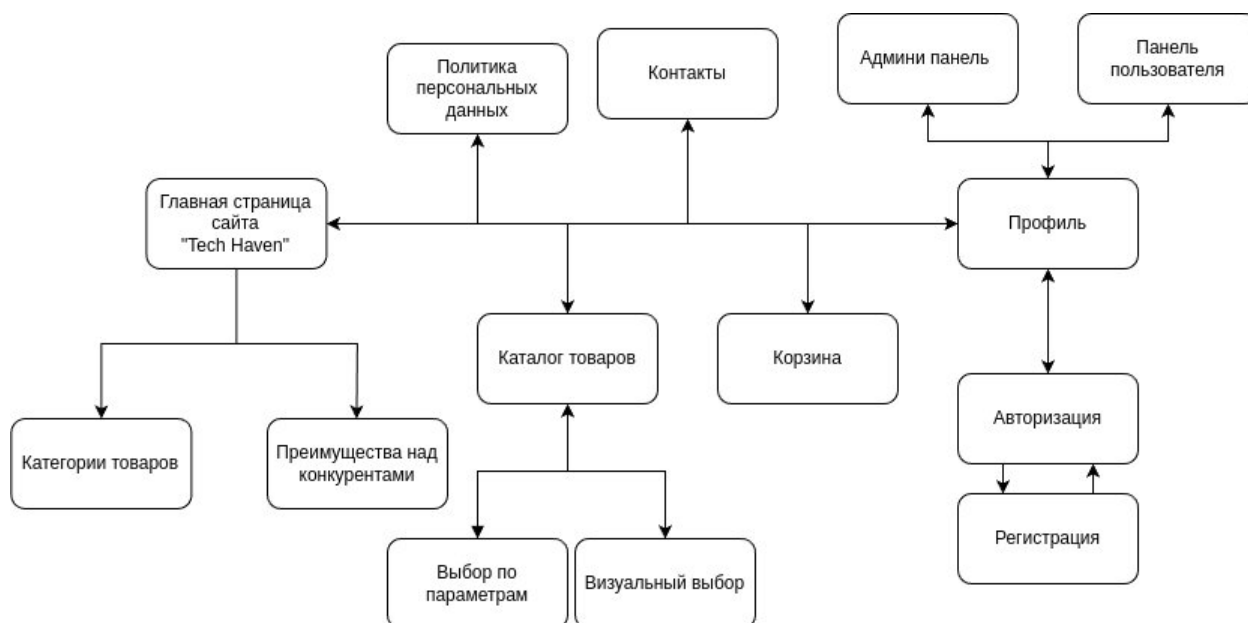 Политика
персональных
данных
Контакты
Админи панель
Панель
пользователя
Главная страница
сайта
"Tech Haven"
Профиль
Каталог товаров
Корзина
Авторизация
Категории товаров
Преимущества над
конкурентами
Регистрация
Выбор по
параметрам
Визуальный выбор